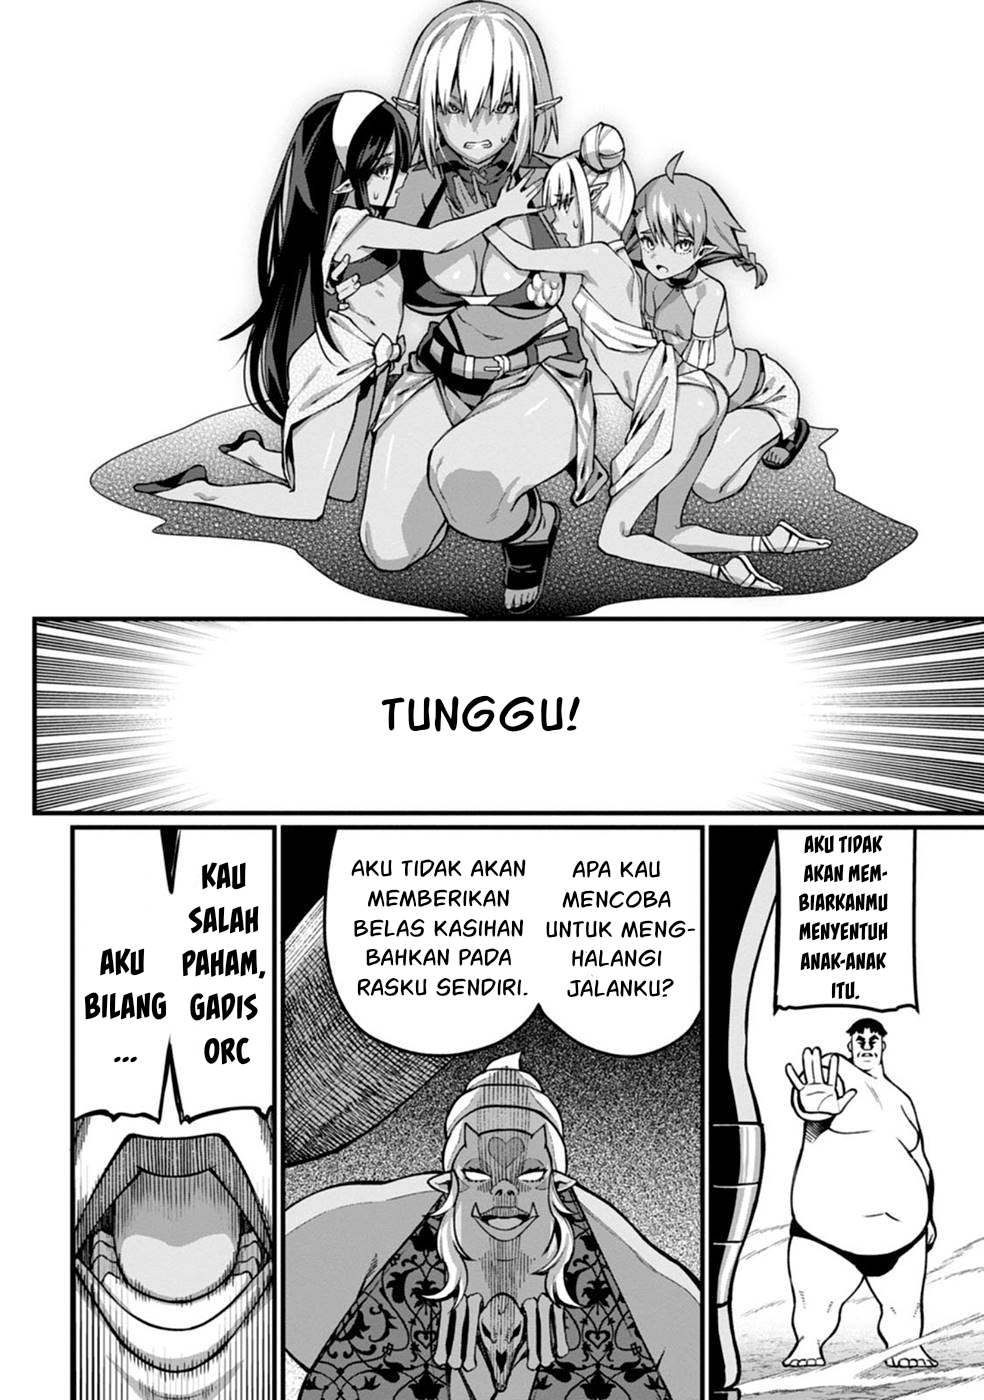 TUNGGU!
AKU TIDAK
AKAN MEM-
BIARKANMU
MENYENTUH
ANAK-ANAK
ITU.
APA KAU
MENCOBA
UNTUK MENG-
HALANGI
JALANKU?
AKU TIDAK AKAN
MEMBERIKAN
BELAS KASIHAN
BAHKAN PADA
RASKU SENDIRI.
KAU
SALAH
PAHAM,
GADIS
ORC
AKU
BILANG
...